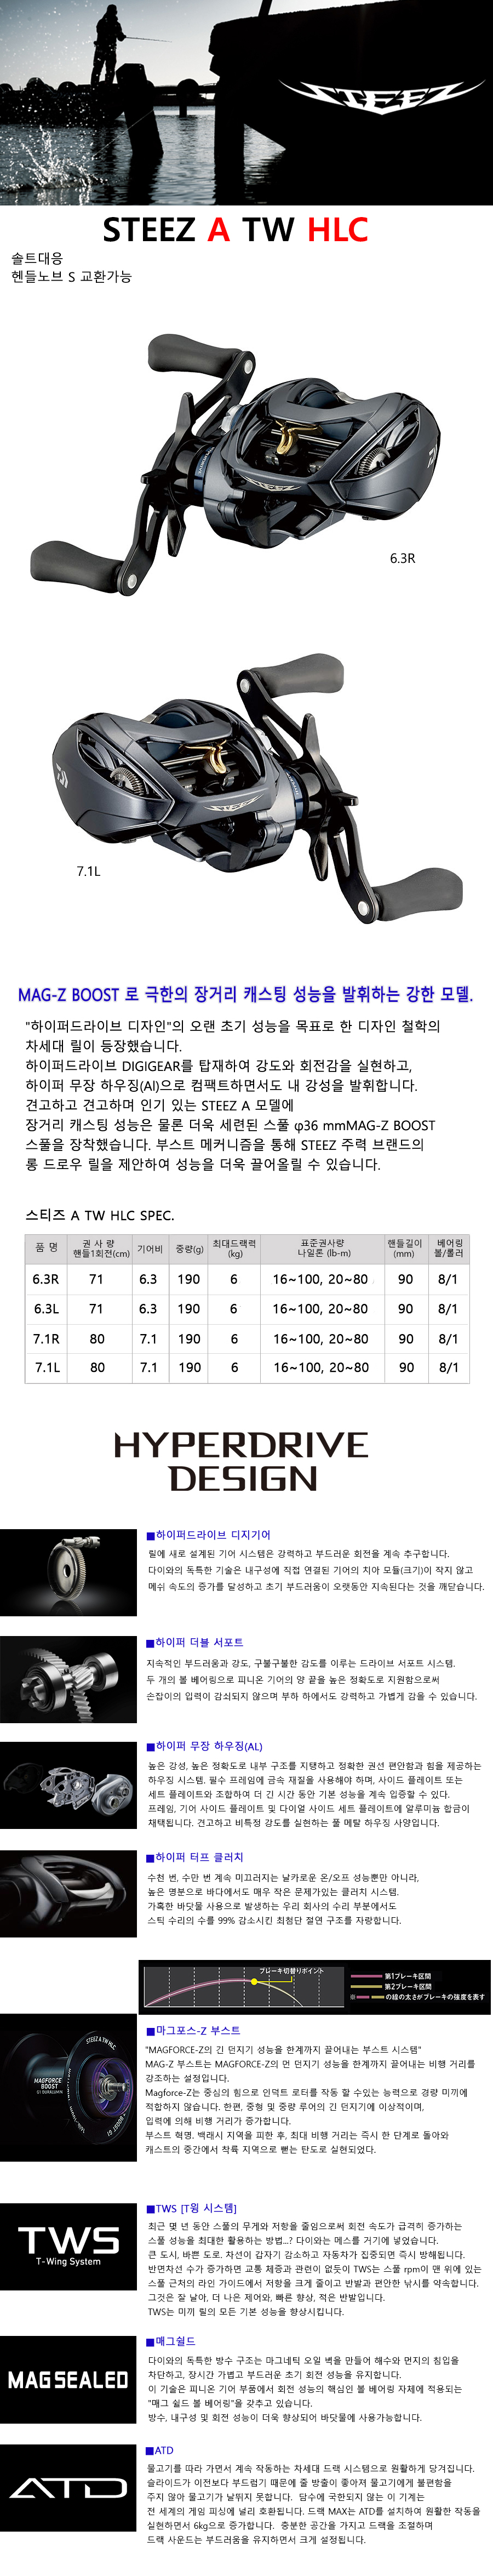 STEEZ
STEEZ A TW HLC
솔트대응
헨들노브 S 교환가능
STEEZ
6.3R
STEEZ
7.1L
MAG-Z BOOST 로 극한의 장거리 캐스팅 성능을 발휘하는 강한 모델.
"하이퍼드라이브 디자인"의 오랜 초기 성능을 목표로 한 디자인 철학의
차세대 릴이 등장했습니다.
하이퍼드라이브 DIGIGEAR를 탑재하여 강도와 회전감을 실현하고,
하이퍼 무장 하우징(Al)으로 컴팩트하면서도 내 강성을 발휘합니다.
견고하고 견고하며 인기 있는 STEEZ A 모델에
장거리 캐스팅 성능은 물론 더욱 세련된 스풀 φ36 mmMAG-Z BOOST
스풀을 장착했습니다. 부스트 메커니즘을 통해 STEEZ 주력 브랜드의
롱 드로우 릴을 제안하여 성능을 더욱 끌어올릴 수 있습니다.
스티즈 A TW HLC SPEC.
품 명 권 사 량 핸들1회전(cm) 기어비 중량(g) 최대드랙력 (kg) 표준권사량 나일론 (lb-m) 핸들길이 (mm) 베어링 볼/롤러
6.3R 71 6.3 190 6 16~100, 20~80 90 8/1
6.3L 71 6.3 190 6 16~100, 20~80 90 8/1
7.1R 80 7.1 190 6 16~100, 20~80 90 8/1
7.1L 80 7.1 190 6 16~100, 20~80 90 8/1
HYPERDRIVE
DESIGN
■하이퍼드라이브 디지기어
릴에 새로 설계된 기어 시스템은 강력하고 부드러운 회전을 계속 추구합니다.
다이와의 독특한 기술은 내구성에 직접 연결된 기어의 치아 모듈(크기)이 작지 않고
메쉬 속도의 증가를 달성하고 초기 부드러움이 오랫동안 지속된다는 것을 깨닫습니다.
■하이퍼 더블 서포트
지속적인 부드러움과 강도, 구불구불한 강도를 이루는 드라이브 서포트 시스템.
두 개의 볼 베어링으로 피니온 기어의 양 끝을 높은 정확도로 지원함으로써
손잡이의 입력이 감쇠되지 않으며 부하 하에서도 강력하고 가볍게 감을 수 있습니다.
■하이퍼 무장 하우징(AL)
높은 강성, 높은 정확도로 내부 구조를 지탱하고 정확한 권선 편안함과 힘을 제공하는
하우징 시스템. 필수 프레임에 금속 재질을 사용해야 하며, 사이드 플레이트 또는
세트 플레이트와 조합하여 더 긴 시간 동안 기본 성능을 계속 입증할 수 있다.
프레임, 기어 사이드 플레이트 및 다이얼 사이드 세트 플레이트에 알루미늄 합금이
채택됩니다. 견고하고 비특정 강도를 실현하는 풀 메탈 하우징 사양입니다.
■하이퍼 터프 클러치
수천 번, 수만 번 계속 미끄러지는 날카로운 온/오프 성능뿐만 아니라,
높은 명분으로 바다에서도 매우 작은 문제가있는 클러치 시스템.
가혹한 바닷물 사용으로 발생하는 우리 회사의 수리 부분에서도
스틱 수리의 수를 99% 감소시킨 최첨단 절연 구조를 자랑합니다.
ブレーキ切替りポイント
第1ブレーキ区間
第2ブレーキ区間
※ の線の太さがブレーキの強度を表す
STEEZ A TW HLC
MAGFORCE
BOOST
G1 DURALUMIN
■마그포스-Z 부스트
"MAGFORCE-Z의 긴 던지기 성능을 한계까지 끌어내는 부스트 시스템"
MAG-Z 부스트는 MAGFORCE-Z의 먼 던지기 성능을 한계까지 끌어내는 비행 거리를
강조하는 설정입니다.
Magforce-Z는 중심의 힘으로 인덕트 로터를 작동 할 수있는 능력으로 경량 미끼에
적합하지 않습니다. 한편, 중형 및 중량 루어의 긴 던지기에 이상적이며,
입력에 의해 비행 거리가 증가합니다.
부스트 혁명. 백래시 지역을 피한 후, 최대 비행 거리는 즉시 한 단계로 돌아와
캐스트의 중간에서 착륙 지역으로 뻗는 탄도로 실현되었다.
TWS
T-Wing System
■TWS [T윙 시스템]
최근 몇 년 동안 스풀의 무게와 저항을 줄임으로써 회전 속도가 급격히 증가하는
스풀 성능을 최대한 활용하는 방법...? 다이와는 메스를 거기에 넣었습니다.
큰 도시, 바쁜 도로. 차선이 갑자기 감소하고 자동차가 집중되면 즉시 방해됩니다.
반면차선 수가 증가하면 교통 체증과 관련이 없듯이 TWS는 스풀 rpm이 맨 위에 있는
스풀 근처의 라인 가이드에서 저항을 크게 줄이고 반발과 편안한 낚시를 약속합니다.
그것은 잘 날아, 더 나은 제어와, 빠른 향상, 적은 반발입니다.
TWS는 미끼 릴의 모든 기본 성능을 향상시킵니다.
MAGSEALED
■매그쉴드
다이와의 독특한 방수 구조는 마그네틱 오일 벽을 만들어 해수와 먼지의 침입을
차단하고, 장시간 가볍고 부드러운 초기 회전 성능을 유지합니다.
이 기술은 피니온 기어 부품에서 회전 성능의 핵심인 볼 베어링 자체에 적용되는
"매그 쉴드 볼 베어링"을 갖추고 있습니다.
방수, 내구성 및 회전 성능이 더욱 향상되어 바닷물에 사용가능합니다.
ATD
■ATD
물고기를 따라 가면서 계속 작동하는 차세대 드랙 시스템으로 원활하게 당겨집니다.
슬라이드가 이전보다 부드럽기 때문에 줄 방출이 좋아져 물고기에게 불편함을
주지 않아 물고기가 날뛰지 못합니다. 담수에 국한되지 않는 이 기계는
전 세계의 게임 피싱에 널리 호환됩니다. 드랙 MAX는 ATD를 설치하여 원활한 작동을
실현하면서 6kg으로 증가합니다. 충분한 공간을 가지고 드랙을 조절하며
드랙 사운드는 부드러움을 유지하면서 크게 설정됩니다.